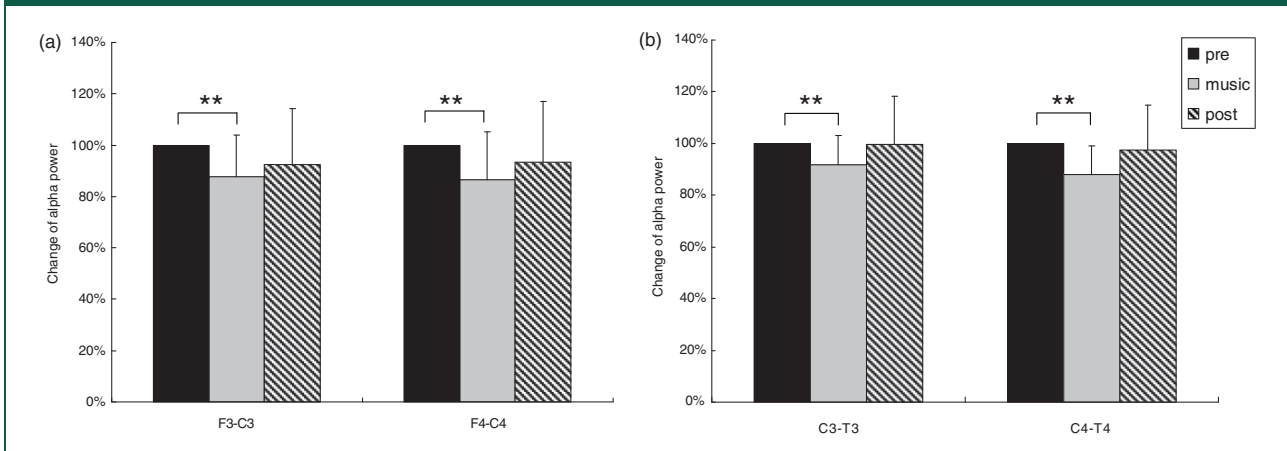 (a)
140%
120%
100%
80%
60%
40%
20%
0%
Change of alpha power
**
**
F3-C3
F4-C4
(b)
140%
120%
100%
80%
60%
40%
20%
0%
Change of alpha power
**
**
C3-T3
C4-T4
pre
music
post